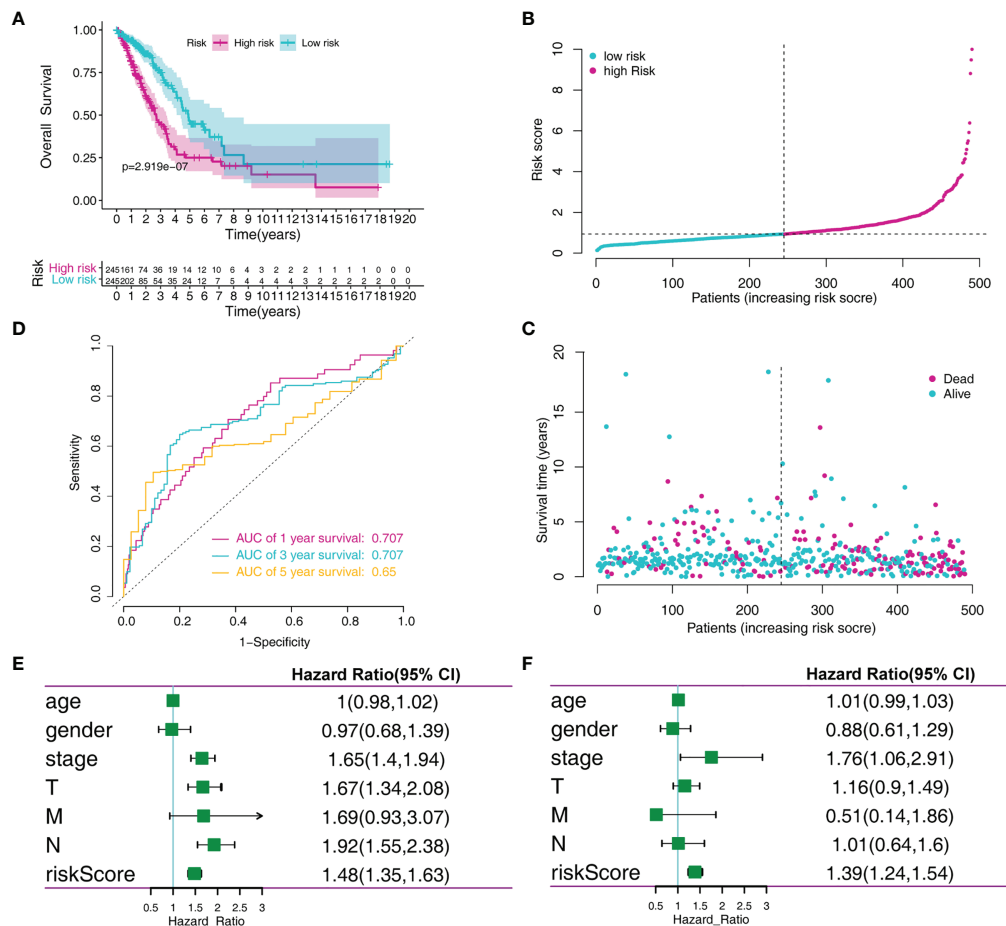 A
Risk High risk Low risk
1.00
0.75
0.50
0.25
0.00
Overall Survival
p=2.919e−07
0 1 2 3 4 5 6 7 8 9 10 11 12 13 14 15 16 17 18 19 20
Time(years)
Risk
High risk 245 161 74 36 19 14 12 10 6 4 3 2 2 2 1 1 1 1 0 0 0
Low risk 245 202 85 54 35 24 12 7 5 4 4 4 4 3 2 2 2 2 2 0 0
0 1 2 3 4 5 6 7 8 9 10 11 12 13 14 15 16 17 18 19 20
Time(years)
B
low risk
high Risk
10
8
6
4
2
0
Risk score
0 100 200 300 400 500
Patients (increasing risk socre)
D
1.0
0.8
0.6
0.4
0.2
0.0
Sensitivity
AUC of 1 year survival: 0.707
AUC of 3 year survival: 0.707
AUC of 5 year survival: 0.65
0.0 0.2 0.4 0.6 0.8 1.0
1-Specificity
C
Dead
Alive
20
15
10
5
0
Survival time (years)
0 100 200 300 400 500
Patients (increasing risk socre)
E
Hazard Ratio(95% CI)
age 1(0.98,1.02)
gender 0.97(0.68,1.39)
stage 1.65(1.4,1.94)
T 1.67(1.34,2.08)
M 1.69(0.93,3.07)
N 1.92(1.55,2.38)
riskScore 1.48(1.35,1.63)
0.5 1 1.5 2 2.5 3
Hazard Ratio
F
Hazard Ratio(95% CI)
age 1.01(0.99,1.03)
gender 0.88(0.61,1.29)
stage 1.76(1.06,2.91)
T 1.16(0.9,1.49)
M 0.51(0.14,1.86)
N 1.01(0.64,1.6)
riskScore 1.39(1.24,1.54)
0.5 1 1.5 2 2.5 3
Hazard_Ratio